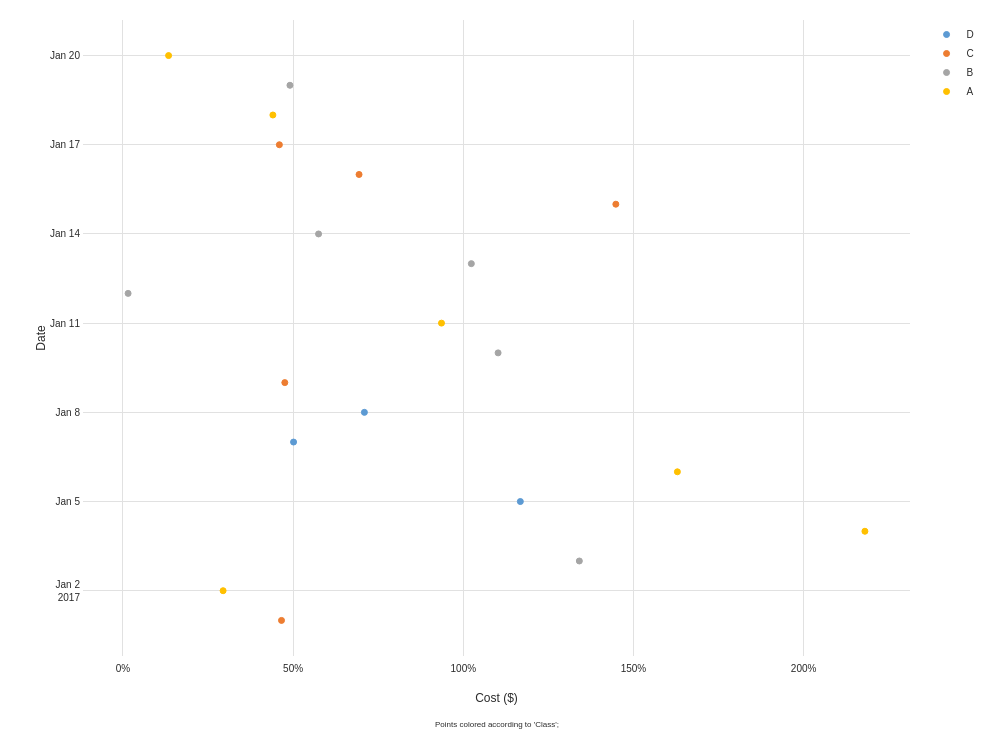 D
C
B
A
Jan 20
Jan 17
Jan 14
Jan 11
Jan 8
Jan 5
Jan 2
2017
Date
0% 50% 100% 150% 200%
Cost ($)
Points colored according to 'Class';